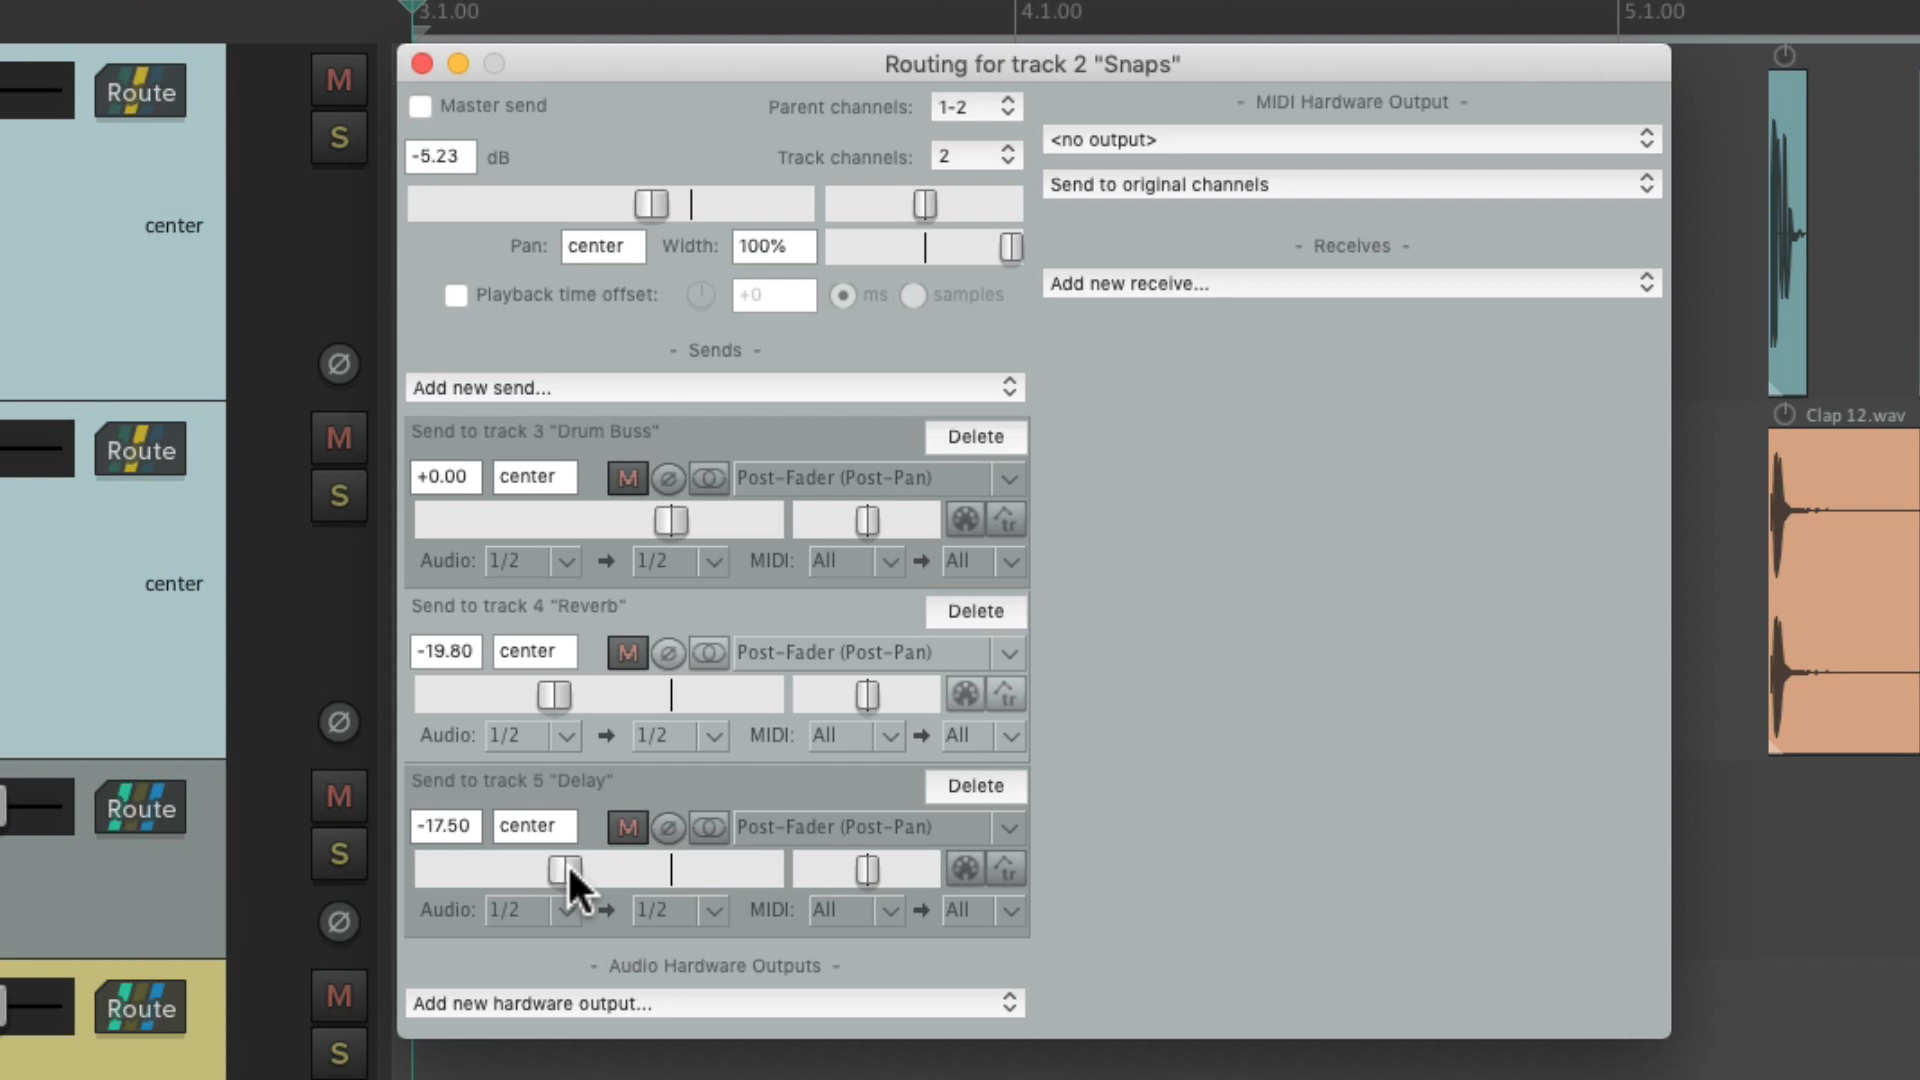 3.1.00
4.1.00
5.1.00
Routing for track 2 "Snaps"
Route
M
S
center
Master send
Parent channels: 1-2
-5.23 dB
Track channels: 2
Pan: center Width: 100%
Playback time offset: +0 ms samples
- Sends -
Add new send...
Send to track 3 "Drum Buss"
Delete
+0.00 center M Post-Fader (Post-Pan)
tr
Audio: 1/2 → 1/2 MIDI: All → All
Send to track 4 "Reverb"
Delete
-19.80 center M Post-Fader (Post-Pan)
tr
Audio: 1/2 → 1/2 MIDI: All → All
Send to track 5 "Delay"
Delete
-17.50 center M Post-Fader (Post-Pan)
tr
Audio: 1/2 → 1/2 MIDI: All → All
- Audio Hardware Outputs -
Add new hardware output...
- MIDI Hardware Output -
<no output>
Send to original channels
- Receives -
Add new receive...
Route
M
S
center
Route
M
S
Route
M
S
Clap 12.wav